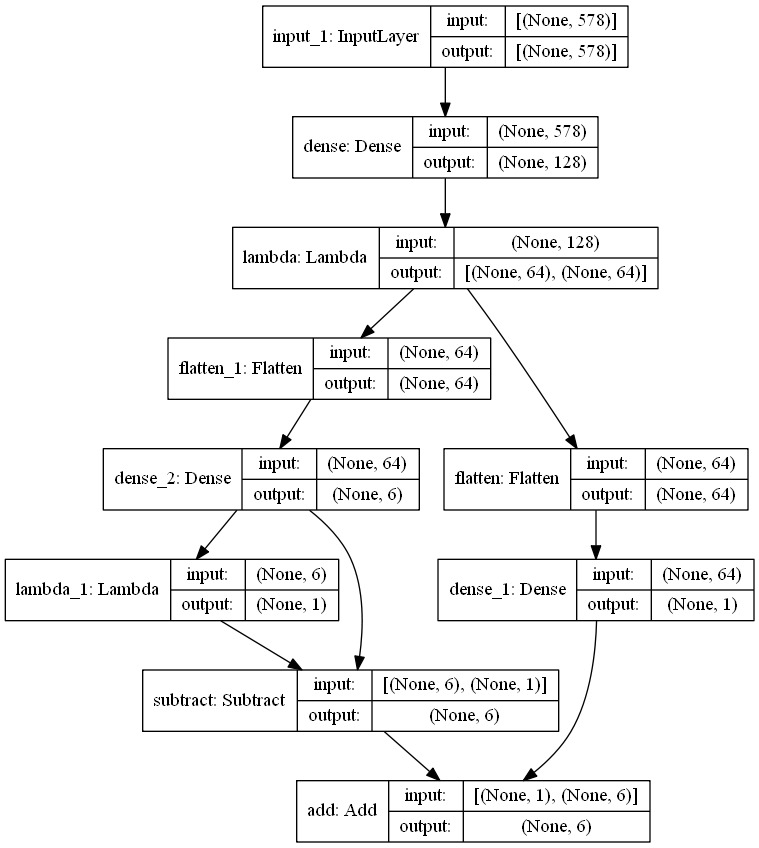 input_1: InputLayer
input:
[(None, 578)]
output:
[(None, 578)]
dense: Dense
input:
(None, 578)
output:
(None, 128)
lambda: Lambda
input:
(None, 128)
output:
[(None, 64), (None, 64)]
flatten_1: Flatten
input:
(None, 64)
output:
(None, 64)
dense_2: Dense
input:
(None, 64)
output:
(None, 6)
flatten: Flatten
input:
(None, 64)
output:
(None, 64)
lambda_1: Lambda
input:
(None, 6)
output:
(None, 1)
dense_1: Dense
input:
(None, 64)
output:
(None, 1)
subtract: Subtract
input:
[(None, 6), (None, 1)]
output:
(None, 6)
add: Add
input:
[(None, 1), (None, 6)]
output:
(None, 6)